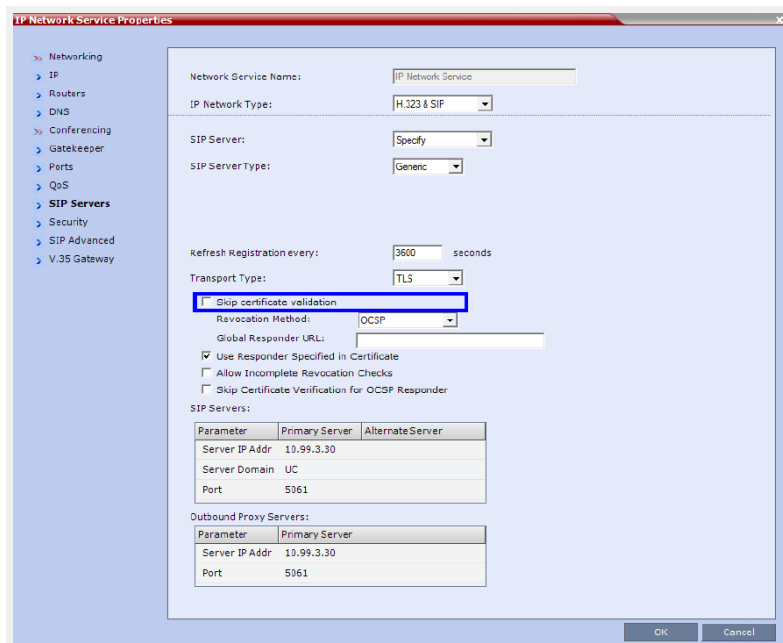 IP Network Service Properties
X
Networking
IP
Routers
DNS
Conferencing
Gatekeeper
Ports
QoS
SIP Servers
Security
SIP Advanced
V.35 Gateway
Network Service Name: IP Network Service
IP Network Type: H.323 & SIP
SIP Server: Specify
SIP Server Type: Generic
Refresh Registration every: 3600 seconds
Transport Type: TLS
Skip certificate validation
Revocation Method: OCSP
Global Responder URL:
Use Responder Specified in Certificate
Allow Incomplete Revocation Checks
Skip Certificate Verification for OCSP Responder
SIP Servers:
Parameter Primary Server Alternate Server
Server IP Addr 10.99.3.30
Server Domain UC
Port 5061
Outbound Proxy Servers:
Parameter Primary Server
Server IP Addr 10.99.3.30
Port 5061
OK Cancel